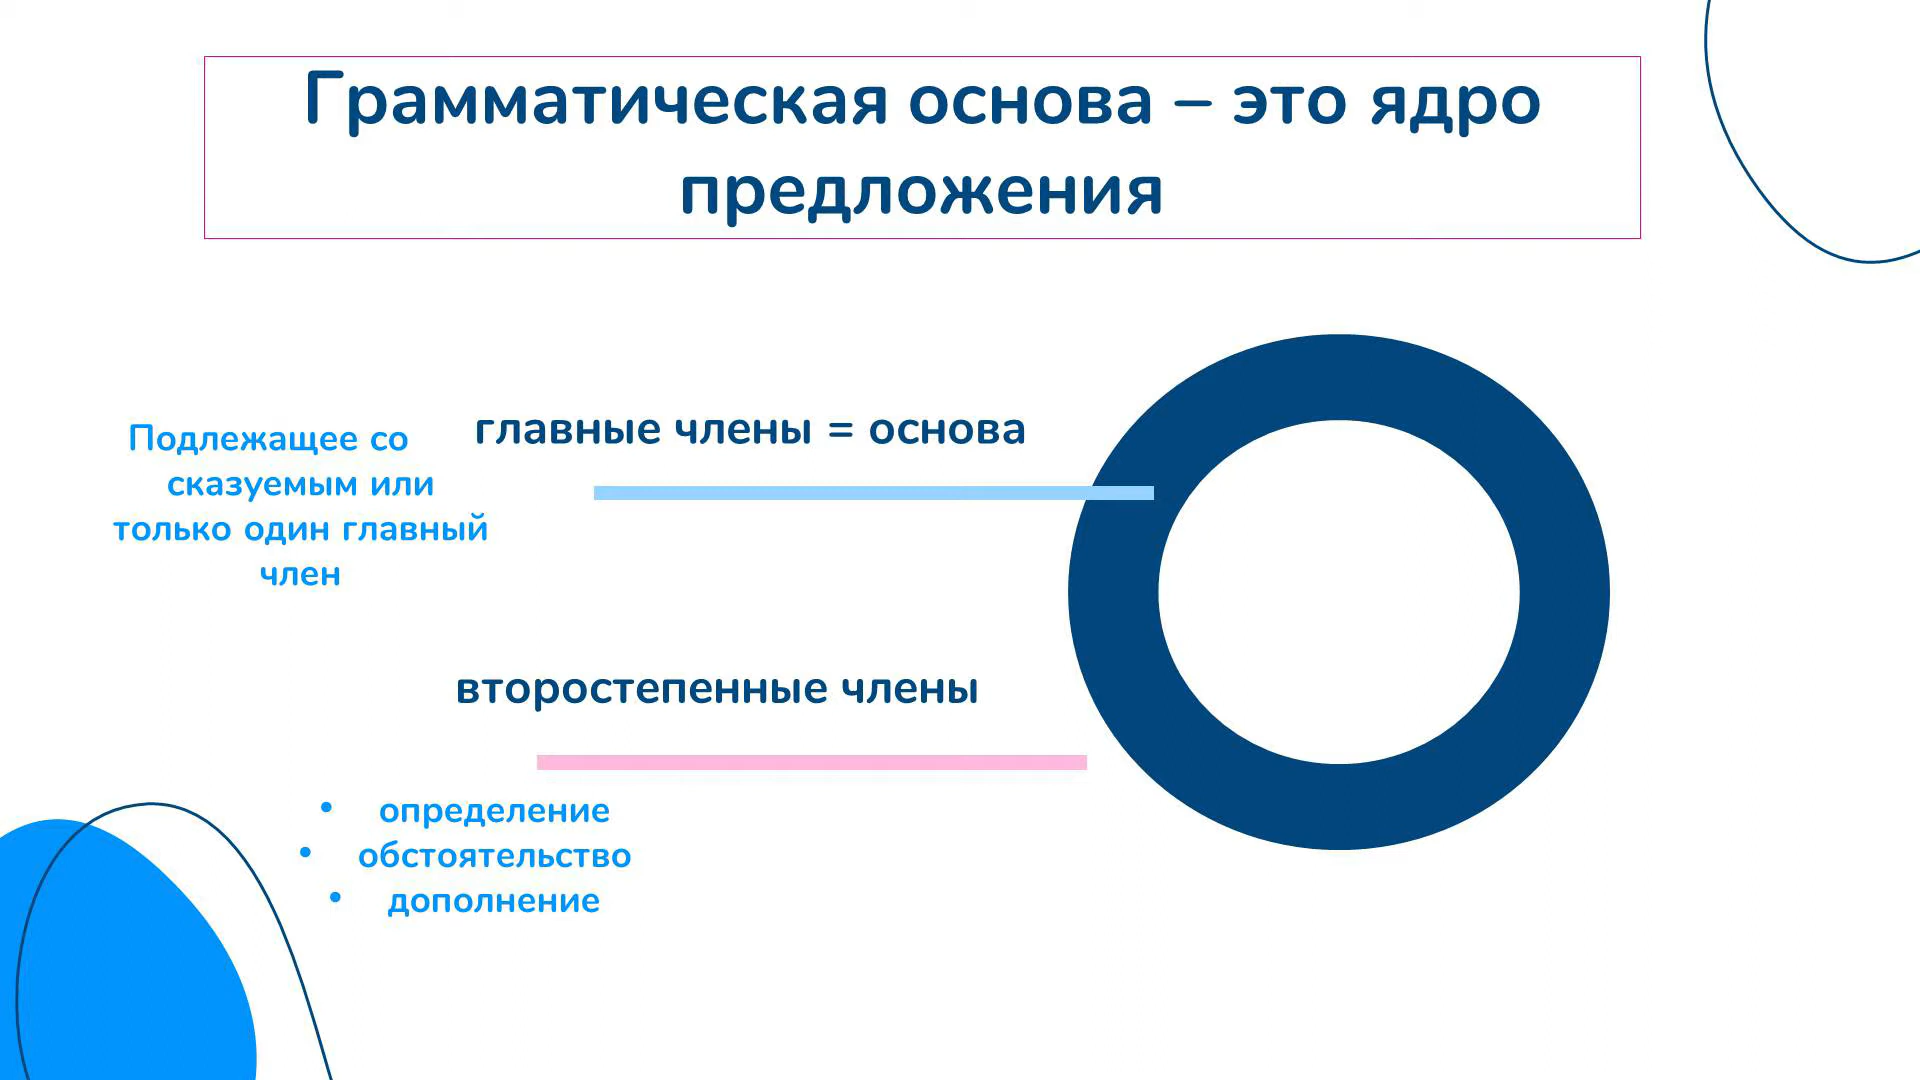 Грамматическая основа – это ядро
предложения
главные члены = основа
Подлежащее со
сказуемым или
только один главный
член
второстепенные члены
• определение
• обстоятельство
• дополнение